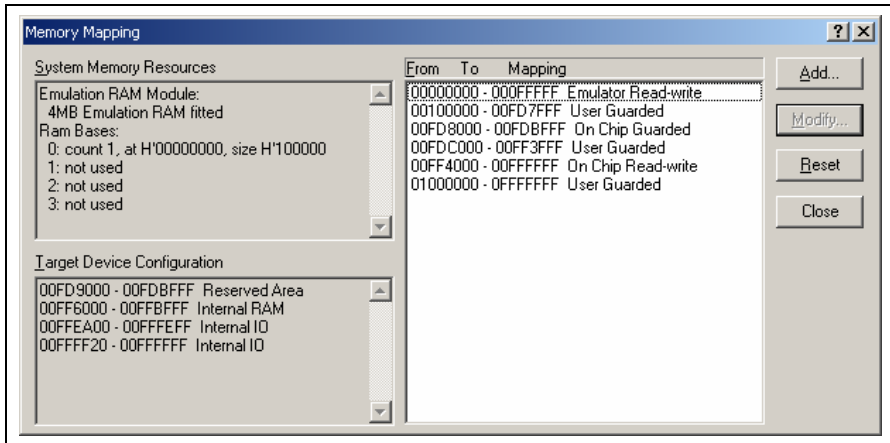 Memory Mapping
System Memory Resources
Emulation RAM Module:
4MB Emulation RAM fitted
Ram Bases:
0: count 1, at H'00000000, size H'100000
1: not used
2: not used
3: not used
Target Device Configuration
00FD9000 - 00FDBFFF Reserved Area
00FF6000 - 00FFBFFF Internal RAM
00FFEA00 - 00FFFEFF Internal IO
00FFFF20 - 00FFFFFF Internal IO
From To Mapping
00000000 - 000FFFFF Emulator Read-write
00100000 - 00FD7FFF User Guarded
00FD8000 - 00FDBFFF On Chip Guarded
00FDC000 - 00FF3FFF User Guarded
00FF4000 - 00FFFFFF On Chip Read-write
01000000 - 0FFFFFFF User Guarded
Add...
Modify...
Reset
Close